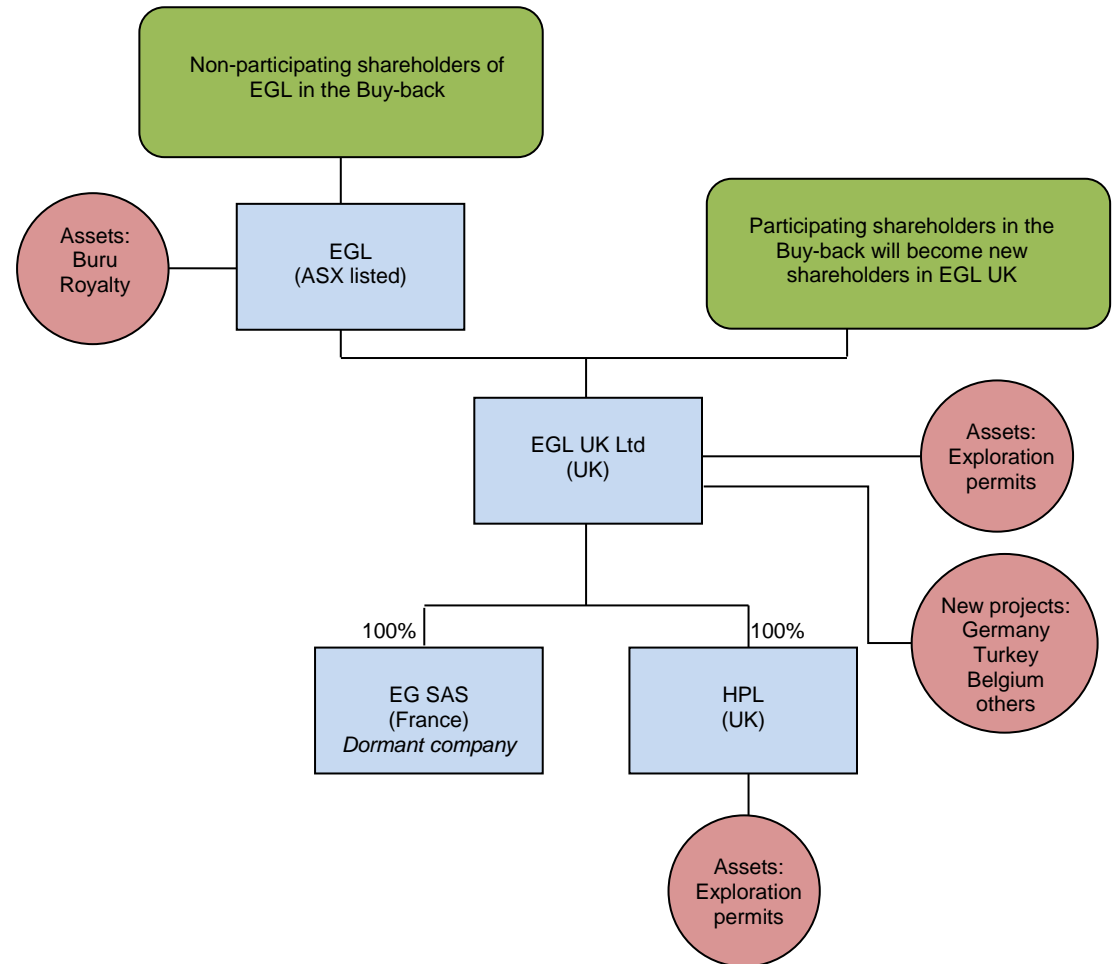 Non-participating shareholders of
EGL in the Buy-back
Assets:
Buru
Royalty
EGL
(ASX listed)
Participating shareholders in the
Buy-back will become new
shareholders in EGL UK
EGL UK Ltd
(UK)
Assets:
Exploration
permits
New projects:
Germany
Turkey
Belgium
others
100%
100%
EG SAS
(France)
Dormant company
HPL
(UK)
Assets:
Exploration
permits